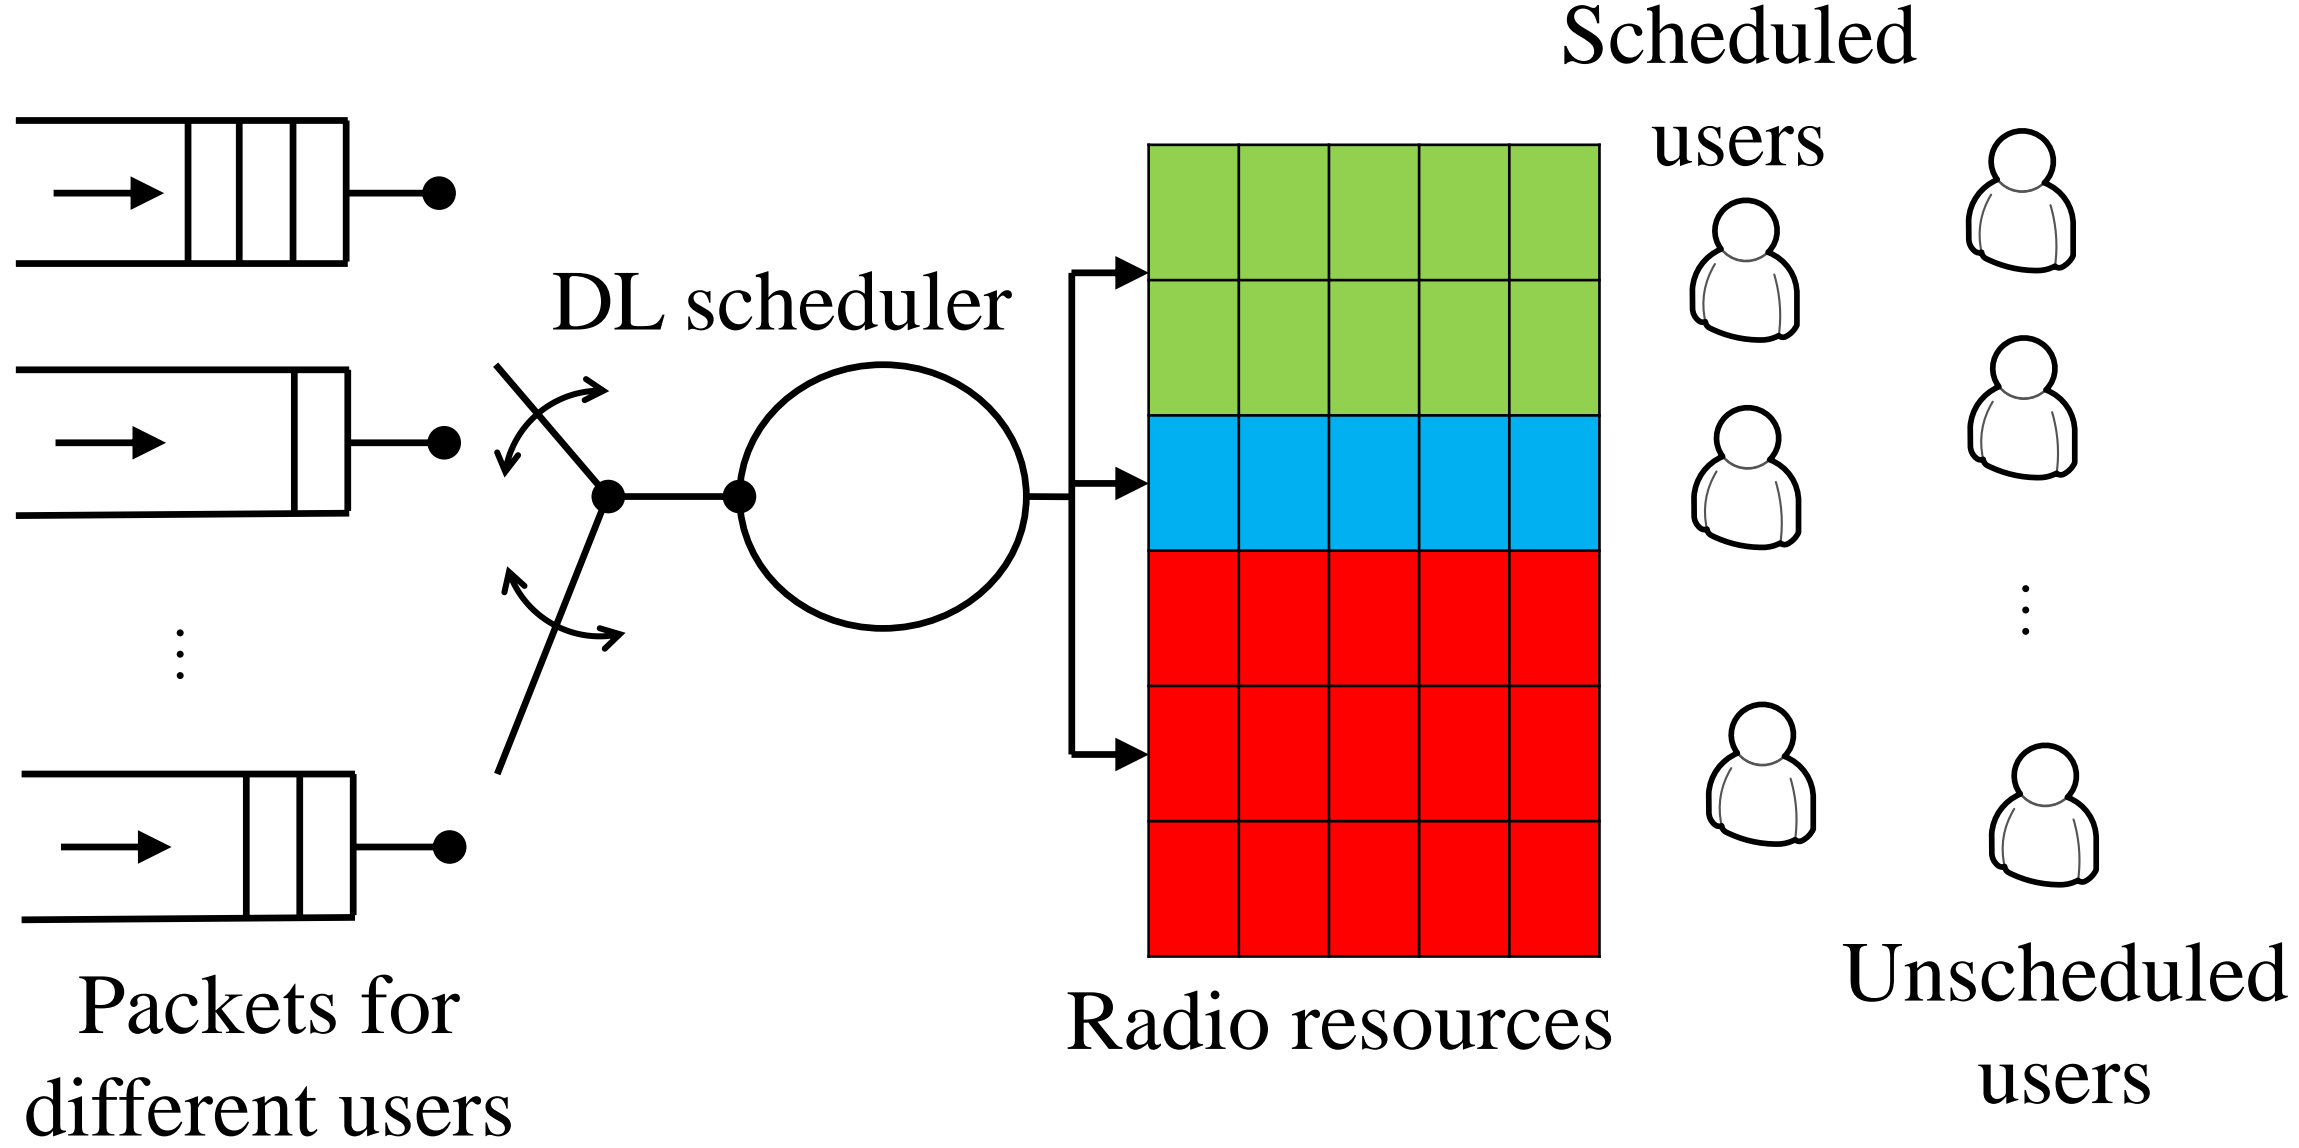 Scheduled
users
DL scheduler
Packets for
different users
Radio resources
Unscheduled
users